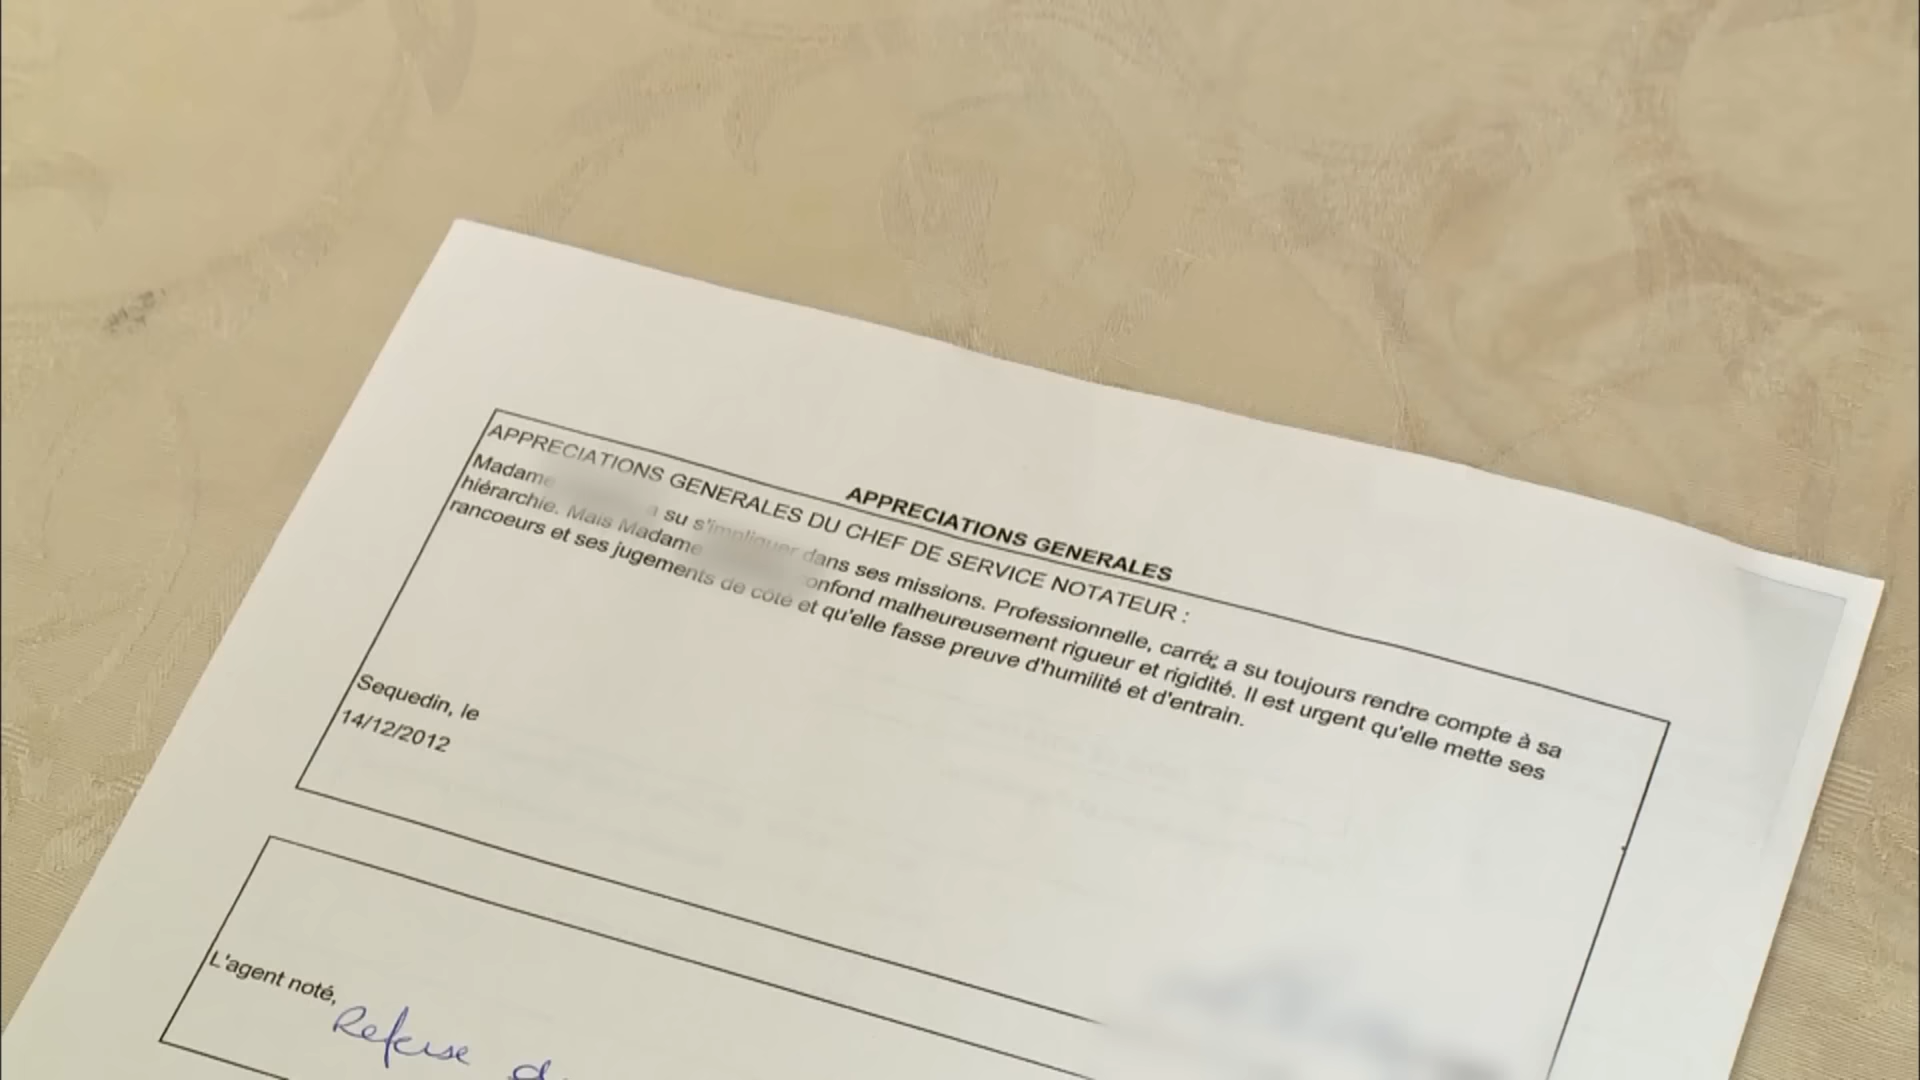 APPRECIATIONS GENERALES
APPRECIATIONS GENERALES DU CHEF DE SERVICE NOTATEUR :
Madame a su s'impliquer dans ses missions. Professionnelle, carré, a su toujours rendre compte à sa
hiérarchie. Mais Madame confond malheureusement rigueur et rigidité. Il est urgent qu'elle mette ses
rancoeurs et ses jugements de côté et qu'elle fasse preuve d'humilité et d'entrain.
Sequedin, le
14/12/2012
L'agent noté,
Refuse